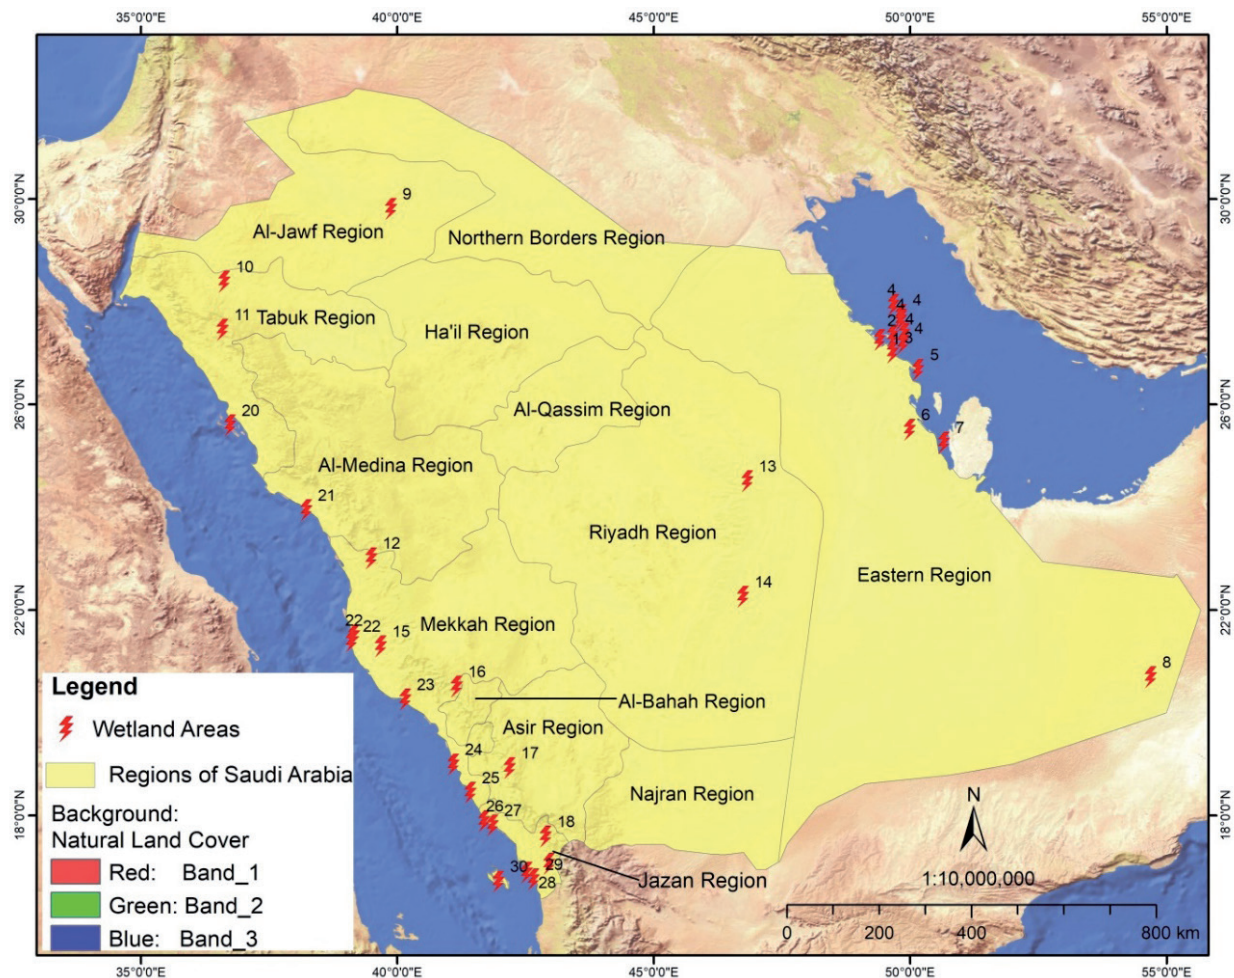 35°0'0"E 40°0'0"E 45°0'0"E 50°0'0"E 55°0'0"E
30°0'0"N
30°0'0"N
9
Al-Jawf Region
Northern Borders Region
10
11
Tabuk Region
Ha'il Region
4
4
4
2
4
4
1
3
5
26°0'0"N
26°0'0"N
20
Al-Qassim Region
6
7
Al-Medina Region
13
21
Riyadh Region
12
Eastern Region
14
22°0'0"N
22°0'0"N
22
22
15
Mekkah Region
8
16
23
Al-Bahah Region
Asir Region
24
17
25
Najran Region
26
27
18°0'0"N
18°0'0"N
18
29
30
28
Jazan Region
Legend
Wetland Areas
Regions of Saudi Arabia
Background:
Natural Land Cover
Red: Band_1
Green: Band_2
Blue: Band_3
N
1:10,000,000
0 200 400 800 km
35°0'0"E 40°0'0"E 45°0'0"E 50°0'0"E 55°0'0"E